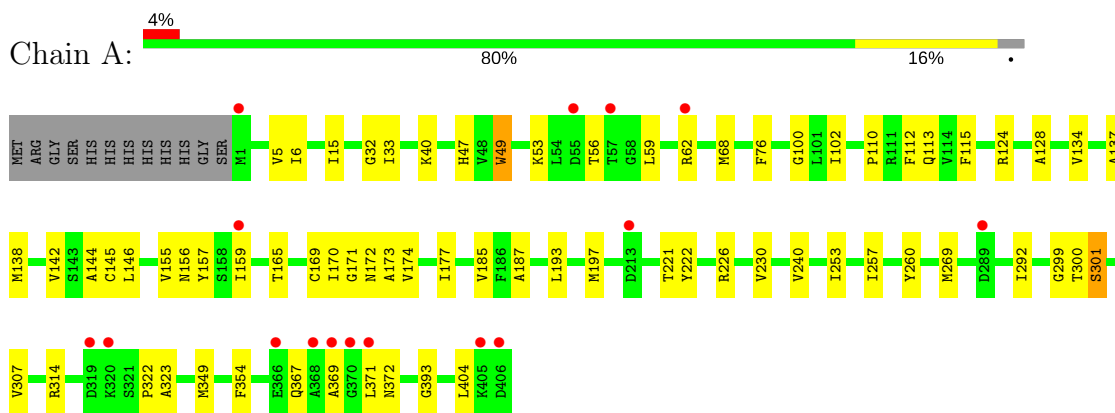 4%
Chain A:
80% 16% •
MET ARG GLY SER HIS HIS HIS HIS HIS HIS GLY SER M1 V5 I6 I15 G32 I33 K40 H47 V48 W49 K53 L54 D55 T56 T57 G58 L59 R62 M68 F76 G100 L101 I102 P110 R111 F112 Q113 V114 F115 R124 A128 V134 A137
M138 V142 S143 A144 C145 L146 V155 N156 Y157 S158 I159 T165 C169 I170 G171 N172 A173 V174 I177 V185 F186 A187 L193 M197 D213 T221 Y222 R226 V230 V240 I253 I257 Y260 M269 D289 I292 G299 T300 S301
V307 R314 D319 K320 S321 P322 A323 M349 F354 E366 Q367 A368 A369 G370 L371 N372 G393 L404 K405 D406